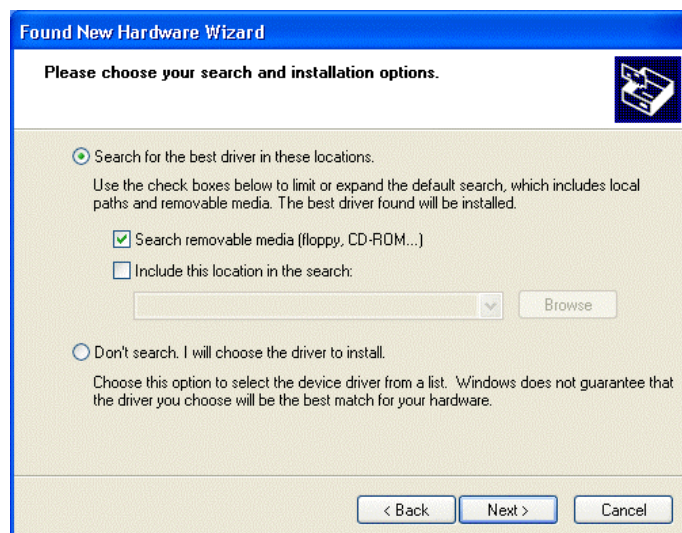 Found New Hardware Wizard
Please choose your search and installation options.
Search for the best driver in these locations.
Use the check boxes below to limit or expand the default search, which includes local
paths and removable media. The best driver found will be installed.
Search removable media (floppy, CD-ROM...)
Include this location in the search:
Browse
Don't search. I will choose the driver to install.
Choose this option to select the device driver from a list. Windows does not guarantee that
the driver you choose will be the best match for your hardware.
< Back Next > Cancel